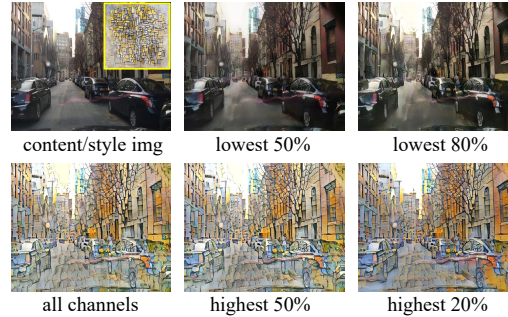 content/style img
lowest 50%
lowest 80%
all channels
highest 50%
highest 20%